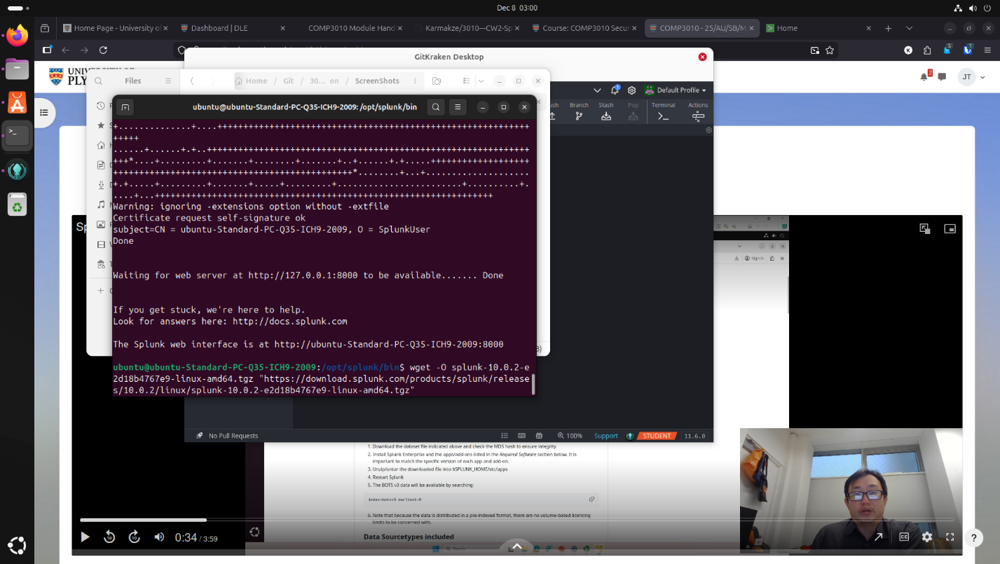 Dec 8 03:00
Home Page - University of
Dashboard | DLE
COMP3010 Module Handl
Karmakze/3010---CW2-Sp
Course: COMP3010 Secur
COMP3010 - 25/AU/SB/M
Home
GitKraken Desktop
UNIVERSITY OF
PLY
2
JT
Files
Home / Git / 30... on / ScreenShots
Default Profile
Branch
Stash
Pop
Terminal
Actions
ubuntu@ubuntu-Standard-PC-Q35-ICH9-2009: /opt/splunk/bin
Warning: ignoring -extensions option without -extfile
Certificate request self-signature ok
subject=CN = ubuntu-Standard-PC-Q35-ICH9-2009, O = SplunkUser
Done
Waiting for web server at http://127.0.0.1:8000 to be available....... Done
If you get stuck, we're here to help.
Look for answers here: http://docs.splunk.com
The Splunk web interface is at http://ubuntu-Standard-PC-Q35-ICH9-2009:8000
ubuntu@ubuntu-Standard-PC-Q35-ICH9-2009:/opt/splunk/bin$ wget -O splunk-10.0.2-e
2d18b4767e9-linux-amd64.tgz "https://download.splunk.com/products/splunk/release
s/10.0.2/linux/splunk-10.0.2-e2d18b4767e9-linux-amd64.tgz"
Sign in
No Pull Requests
100%
Support
STUDENT
11.6.0
1. Download the dataset file indicated above and check the MD5 hash to ensure integrity.
2. Install Splunk Enterprise and the apps/add-ons listed in the Required Software section below. It is
important to match the specific version of each app and add-on.
3. Unzip/untar the downloaded file into $SPLUNK_HOME/etc/apps
4. Restart Splunk
5. The BOTS v3 data will be available by searching:
index=botsv3 earliest=0
6. Note that because the data is distributed in a pre-indexed format, there are no volume-based licensing
limits to be concerned with.
Data Sourcetypes included
0:34 / 3:59
CC
?